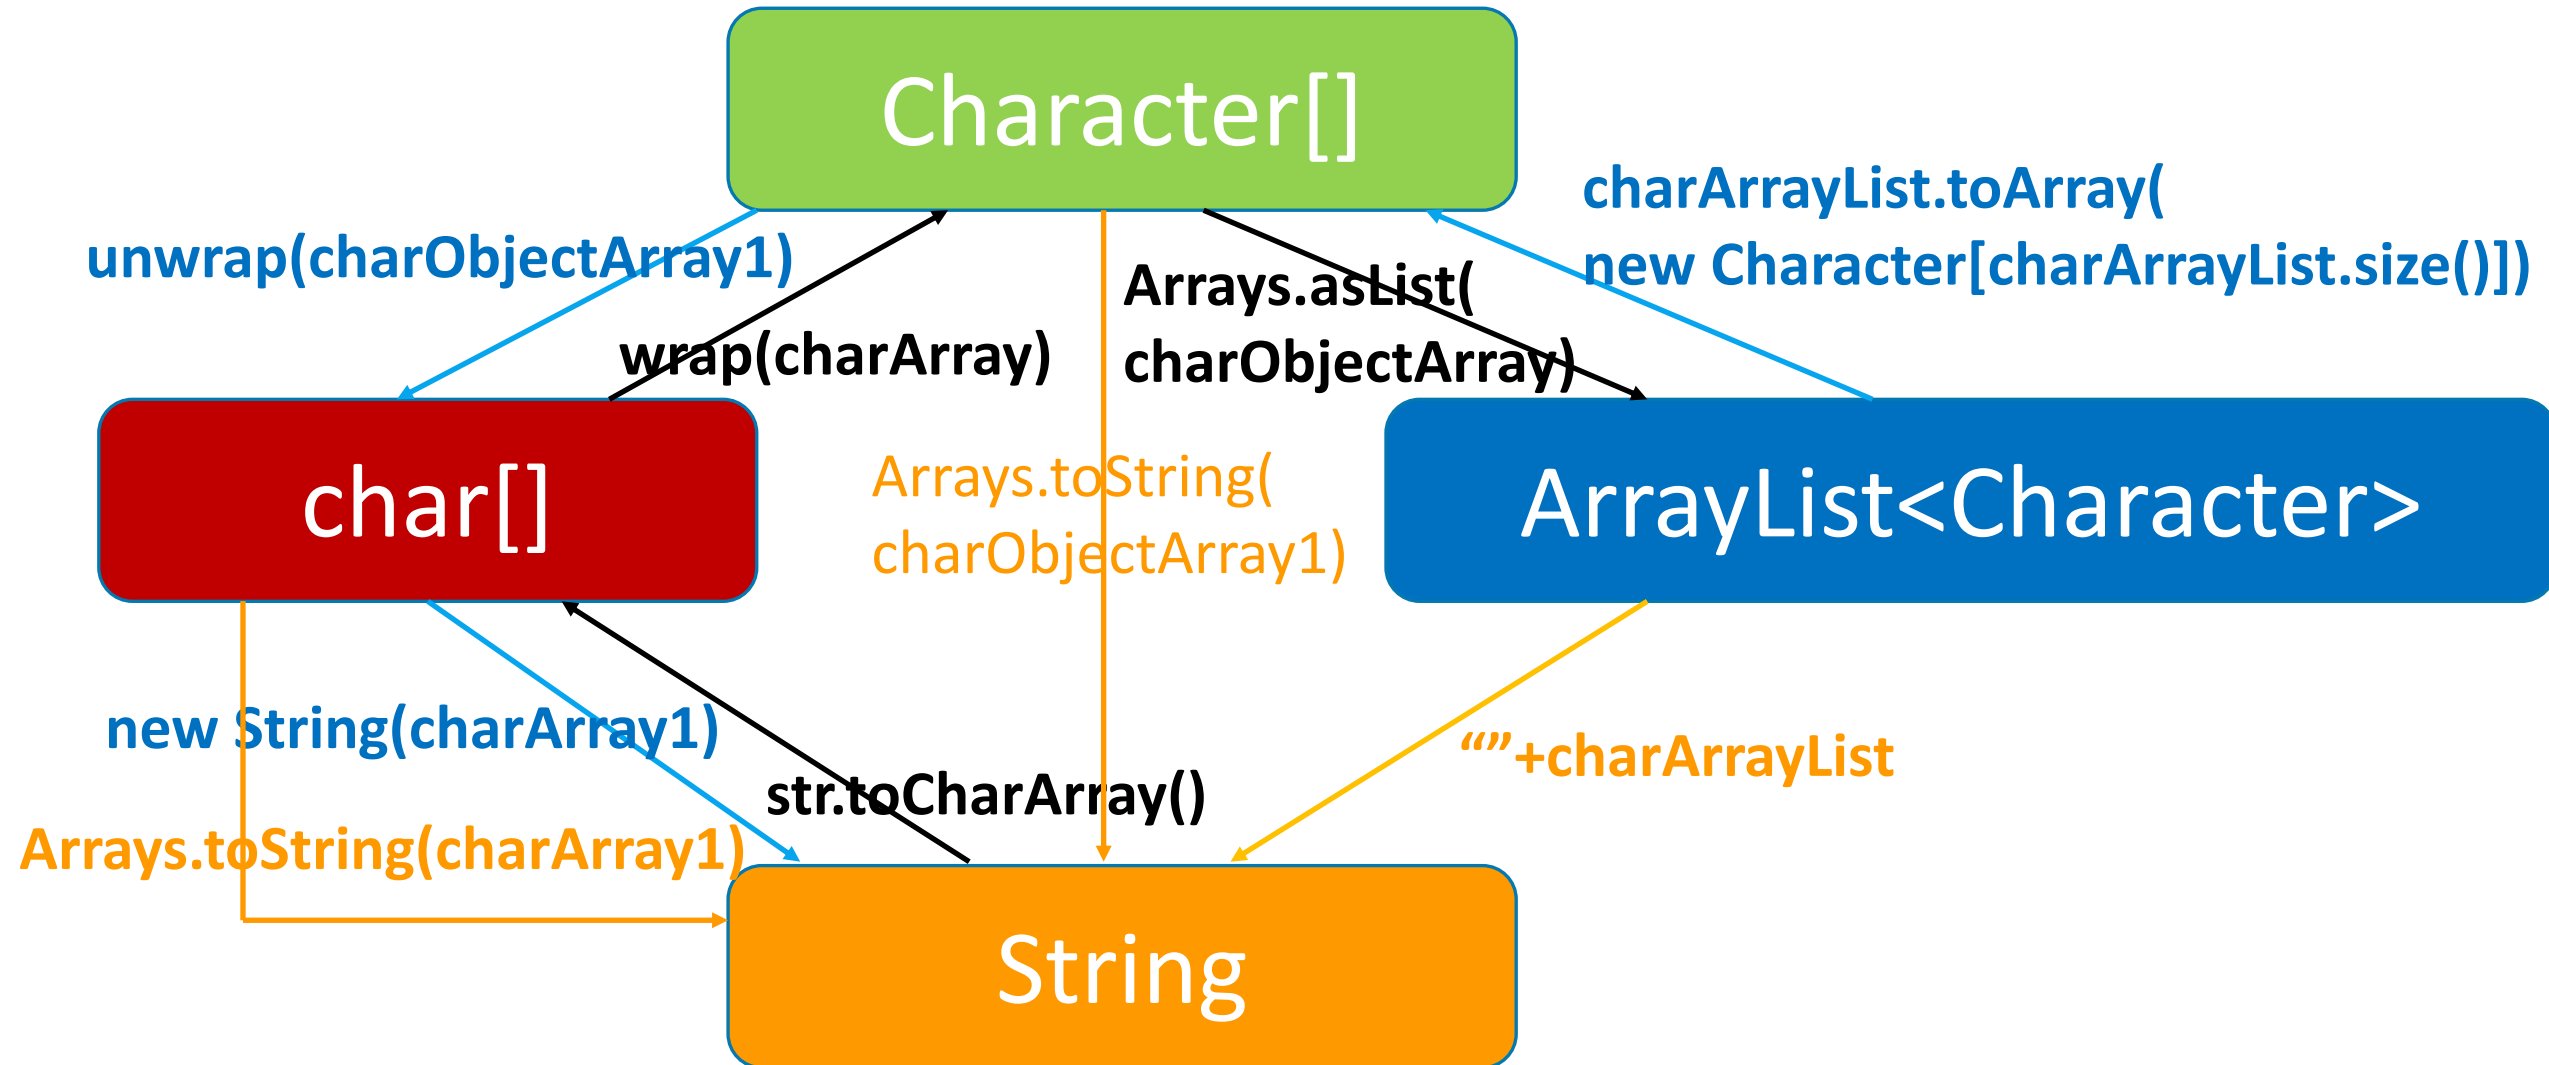 Character[]
charArrayList.toArray(
new Character[charArrayList.size()])
unwrap(charObjectArray1)
Arrays.asList(
charObjectArray)
wrap(charArray)
char[]
Arrays.toString(
charObjectArray1)
ArrayList<Character>
new String(charArray1)
str.toCharArray()
“”+charArrayList
Arrays.toString(charArray1)
String